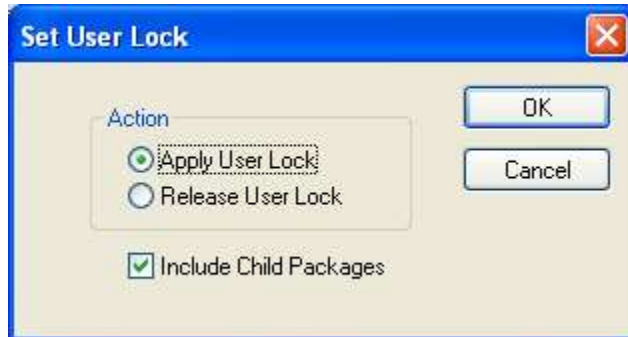 Set User Lock
Action
Apply User Lock
Release User Lock
Include Child Packages
OK
Cancel